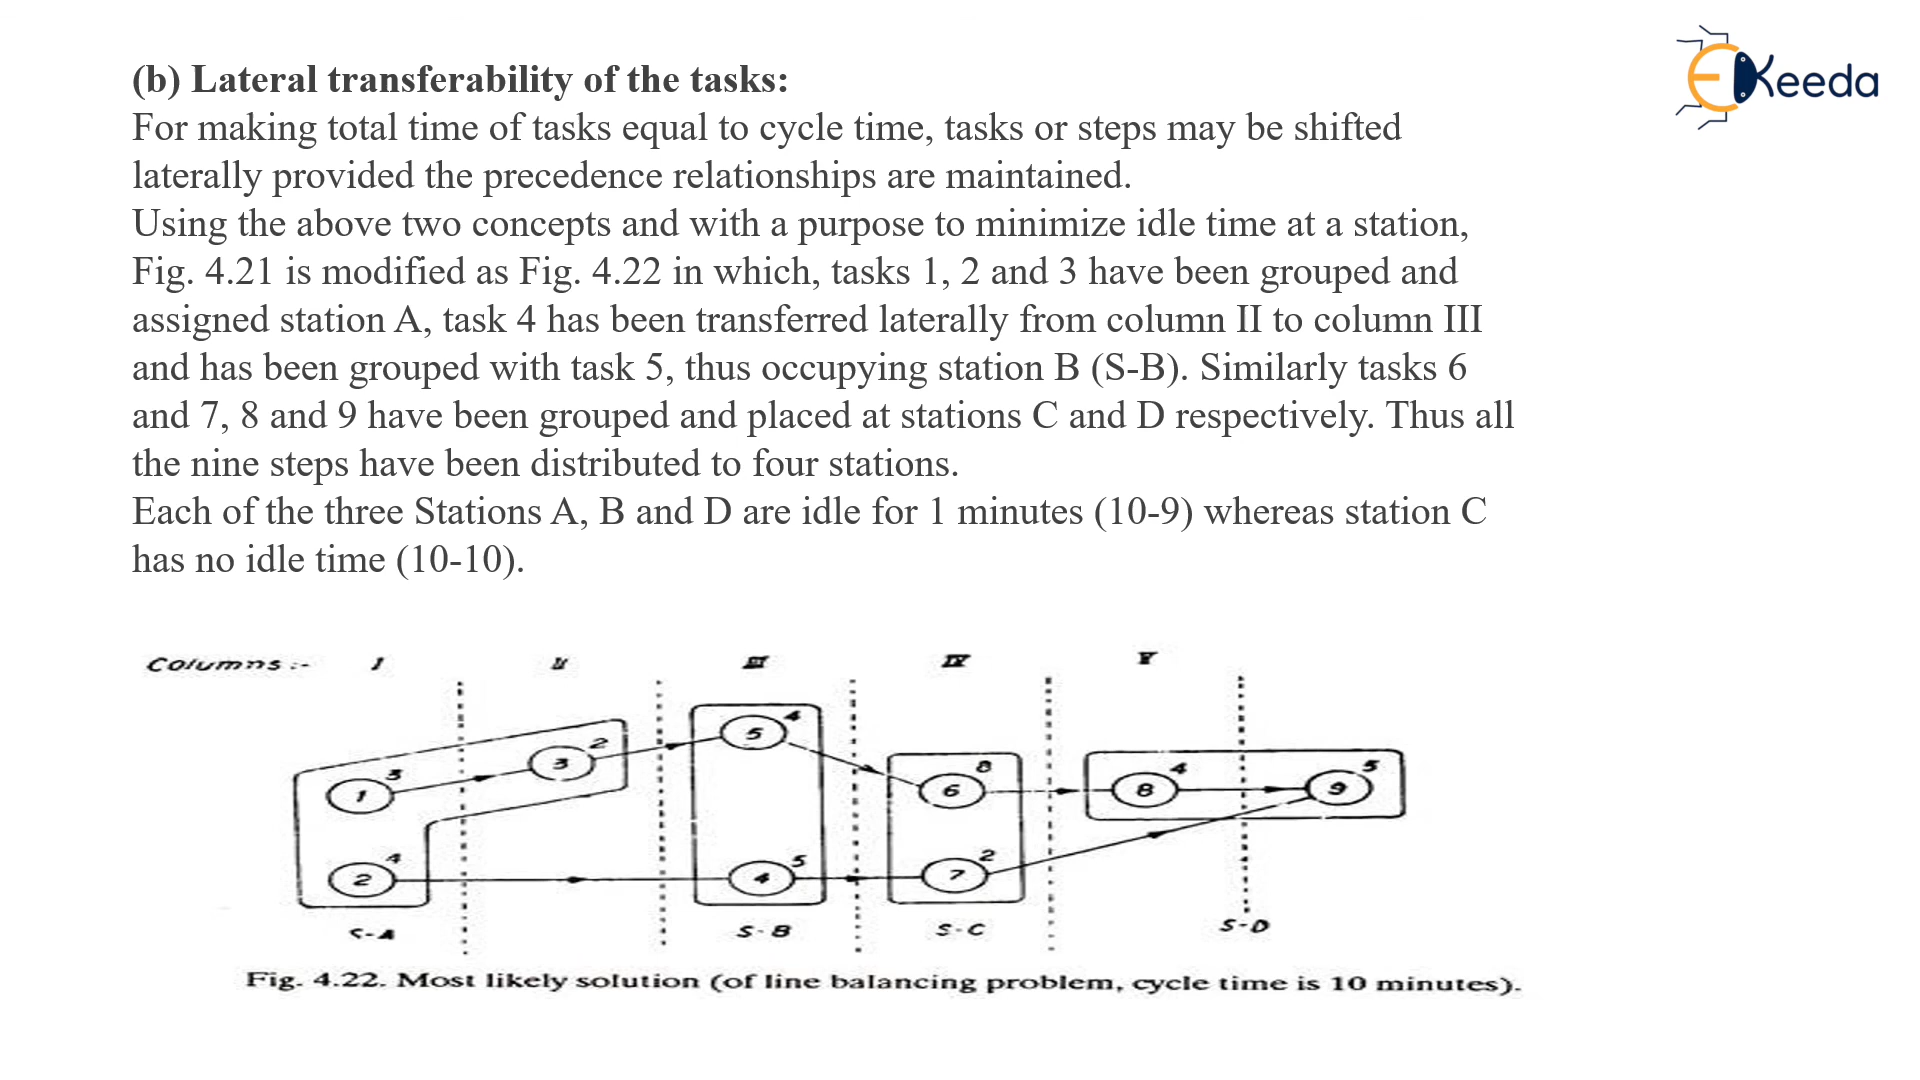 (b) Lateral transferability of the tasks:
EKeeda
For making total time of tasks equal to cycle time, tasks or steps may be shifted
laterally provided the precedence relationships are maintained.
Using the above two concepts and with a purpose to minimize idle time at a station,
Fig. 4.21 is modified as Fig. 4.22 in which, tasks 1, 2 and 3 have been grouped and
assigned station A, task 4 has been transferred laterally from column II to column III
and has been grouped with task 5, thus occupying station B (S-B). Similarly tasks 6
and 7, 8 and 9 have been grouped and placed at stations C and D respectively. Thus all
the nine steps have been distributed to four stations.
Each of the three Stations A, B and D are idle for 1 minutes (10-9) whereas station C
has no idle time (10-10).
Columns :- I II III IV V
5 4
3 2
1 3
6 8
8 4
9 5
2 4
4 5
7 2
S-A S-B S-C S-D
Fig. 4.22. Most likely solution (of line balancing problem, cycle time is 10 minutes).